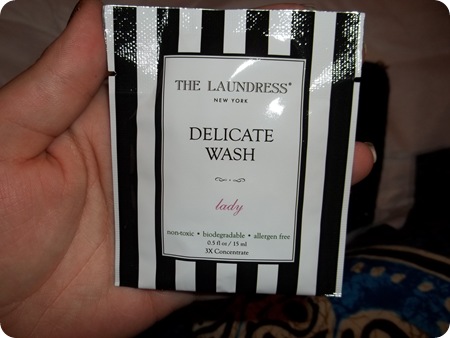 THE LAUNDRESS®
NEW YORK
DELICATE
WASH
lady
non-toxic • biodegradable • allergen free
0.5 fl oz / 15 ml
3X Concentrate